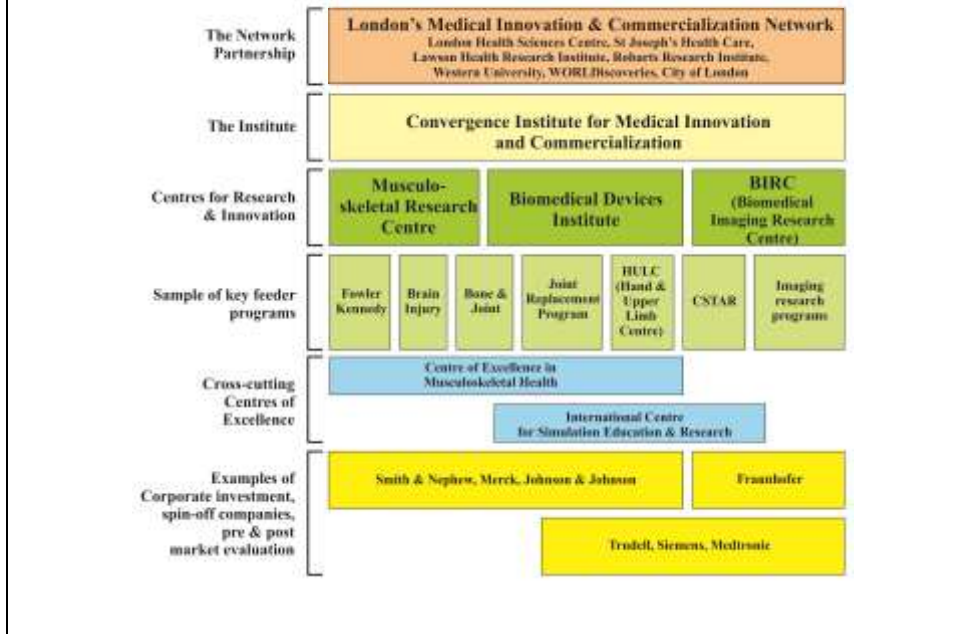 The Network
Partnership
London's Medical Innovation & Commercialization Network
London Health Sciences Centre, St Joseph's Health Care,
Lawson Health Research Institute, Robarts Research Institute,
Western University, WORLDiscoveries, City of London
The Institute
Convergence Institute for Medical Innovation
and Commercialization
Centres for Research
& Innovation
Musculo-
skeletal Research
Centre
Biomedical Devices
Institute
BIRC
(Biomedical
Imaging Research
Centre)
Sample of key feeder
programs
Fowler
Kennedy
Brain
Injury
Bone &
Joint
Joint
Replacement
Program
HULC
(Hand &
Upper
Limb
Centre)
CSTAR
Imaging
research
programs
Cross-cutting
Centres of
Excellence
Centre of Excellence in
Musculoskeletal Health
International Centre
for Simulation Education & Research
Examples of
Corporate investment,
spin-off companies,
pre & post
market evaluation
Smith & Nephew, Merck, Johnson & Johnson
Fraunhofer
Trudell, Siemens, Medtronic